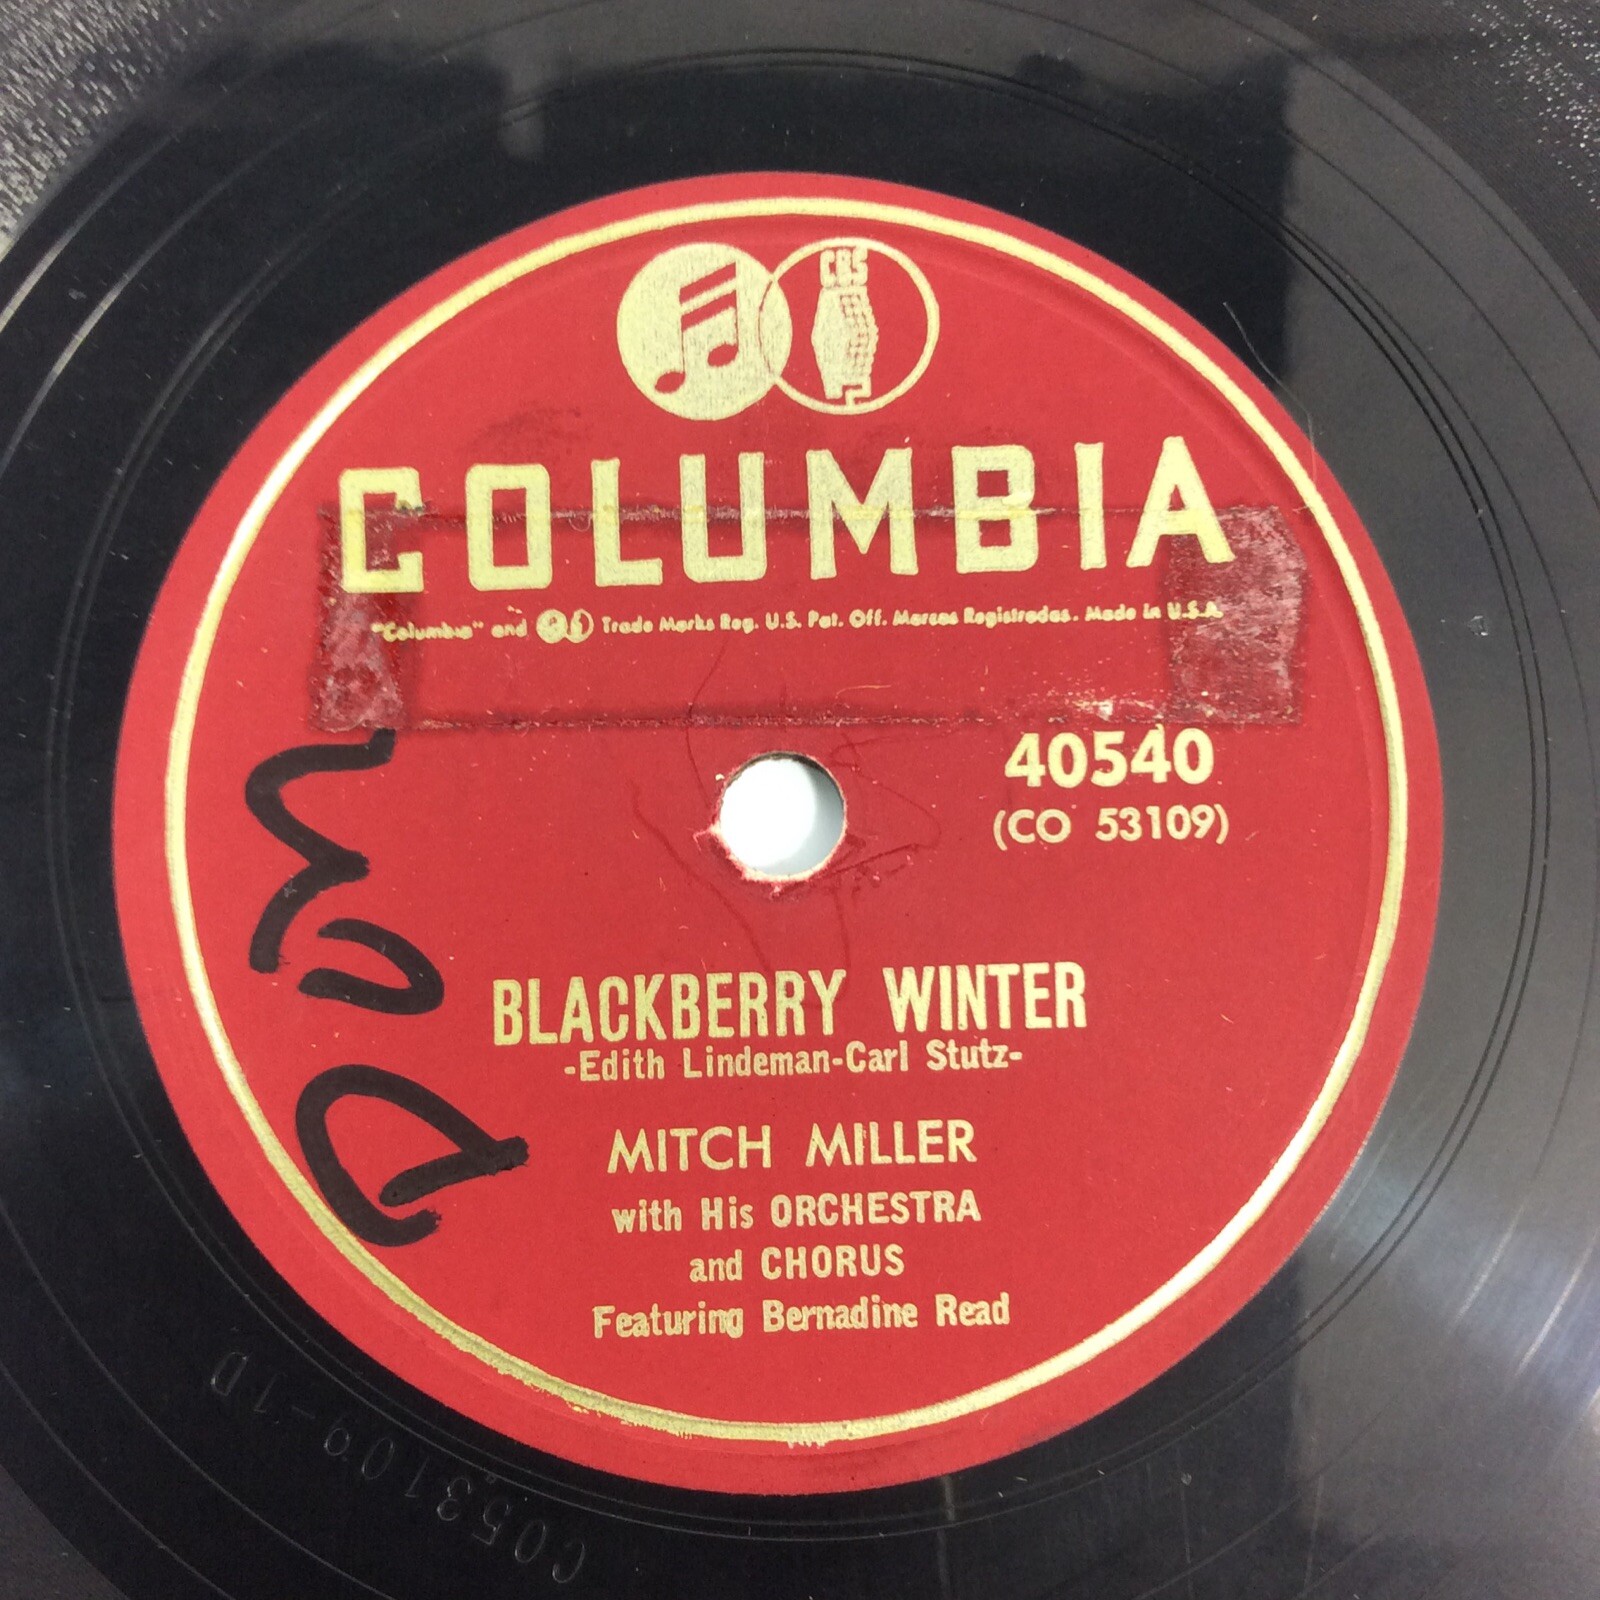 CBS
COLUMBIA
"Columbia" and Trade Marks Reg. U.S. Pat. Off. Marcas Registradas. Made in U.S.A.
40540
(CO 53109)
BLACKBERRY WINTER
-Edith Lindeman-Carl Stutz-
MITCH MILLER
with His ORCHESTRA
and CHORUS
Featuring Bernadine Read
CO53109-1D